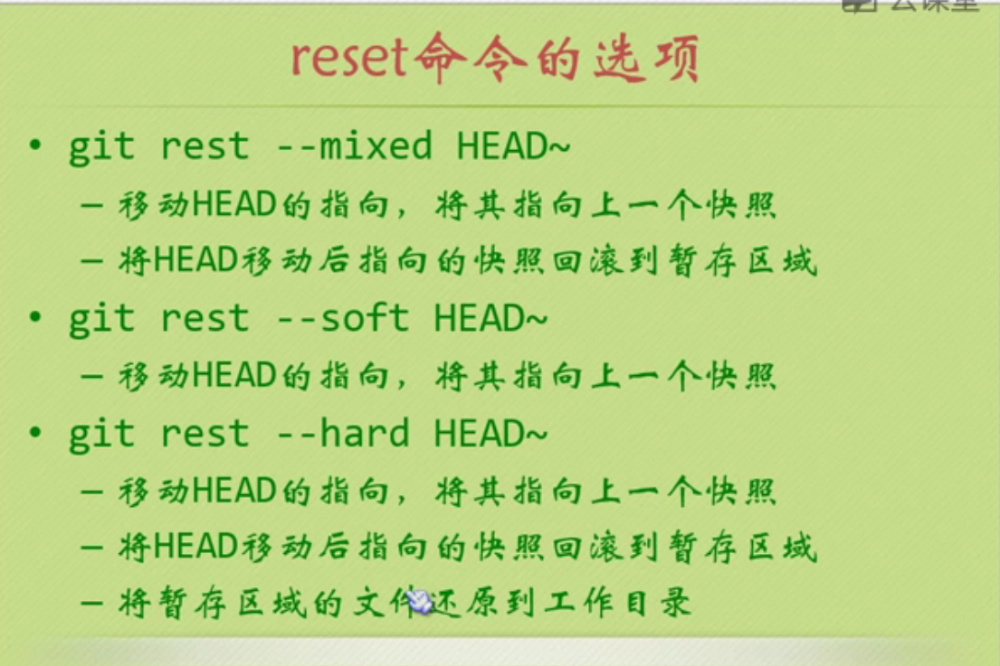 reset命令的选项
• git rest --mixed HEAD~
– 移动HEAD的指向，将其指向上一个快照
– 将HEAD移动后指向的快照回滚到暂存区域
• git rest --soft HEAD~
– 移动HEAD的指向，将其指向上一个快照
• git rest --hard HEAD~
– 移动HEAD的指向，将其指向上一个快照
– 将HEAD移动后指向的快照回滚到暂存区域
– 将暂存区域的文件还原到工作目录